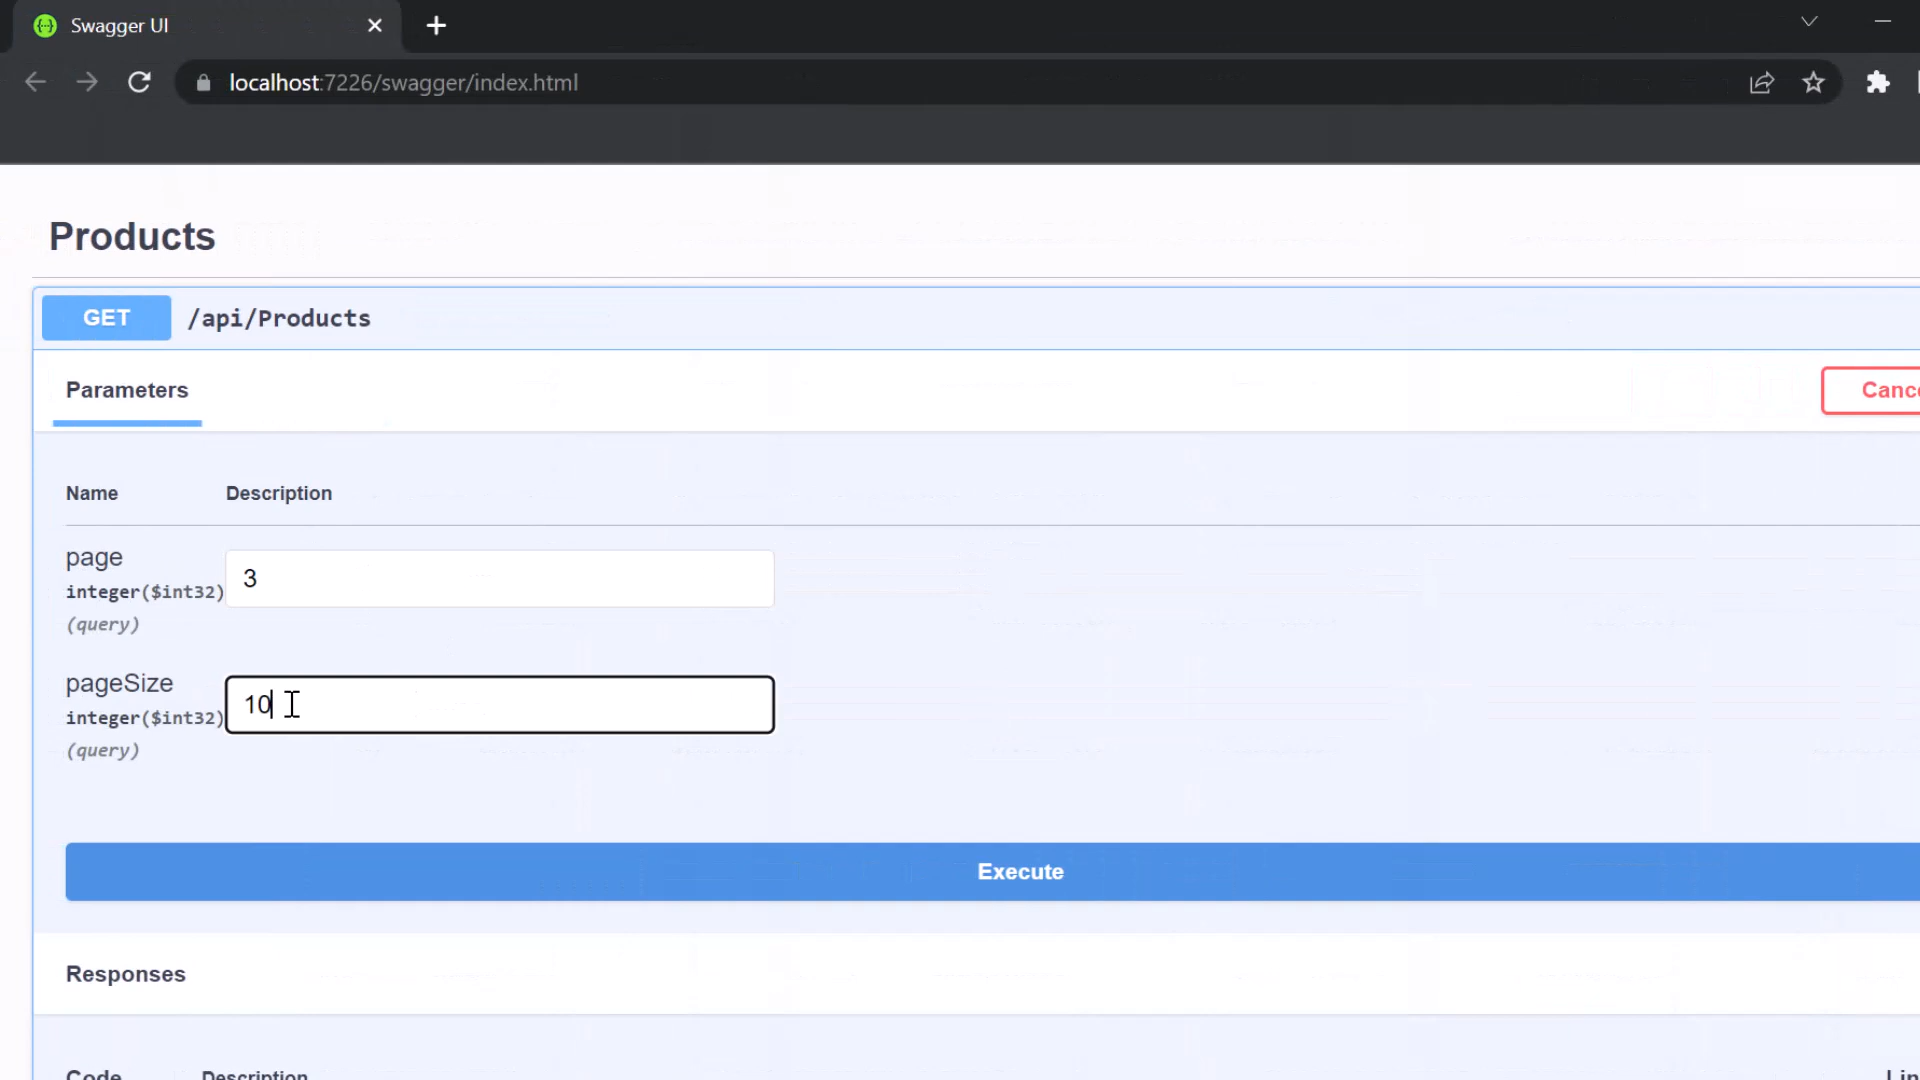 Swagger UI
localhost:7226/swagger/index.html
Products
GET /api/Products
Parameters
Canc
Name Description
page
3
integer($int32)
(query)
pageSize
10
integer($int32)
(query)
Execute
Responses
Code Description Lin